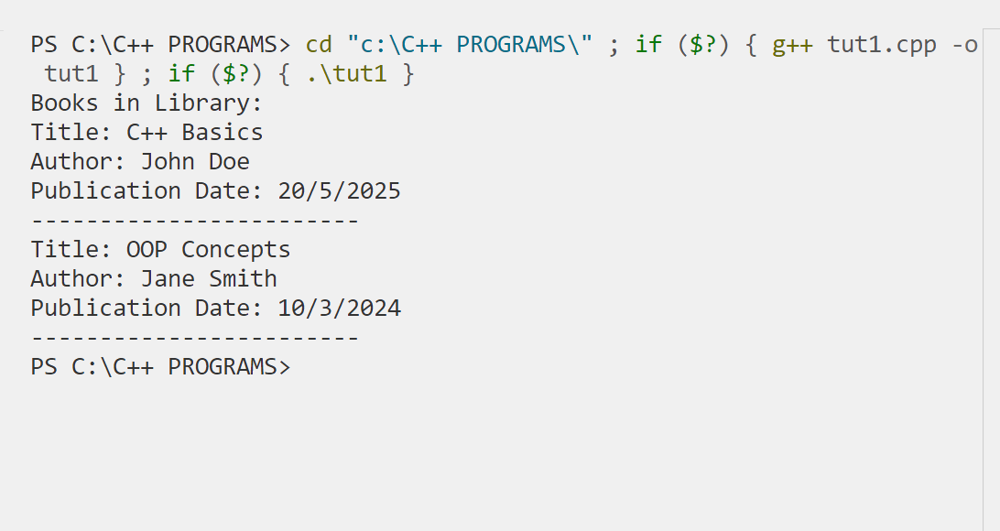 PS C:\C++ PROGRAMS> cd "c:\C++ PROGRAMS\" ; if ($?) { g++ tut1.cpp -o
tut1 } ; if ($?) { .\tut1 }
Books in Library:
Title: C++ Basics
Author: John Doe
Publication Date: 20/5/2025
------------------------
Title: OOP Concepts
Author: Jane Smith
Publication Date: 10/3/2024
------------------------
PS C:\C++ PROGRAMS>